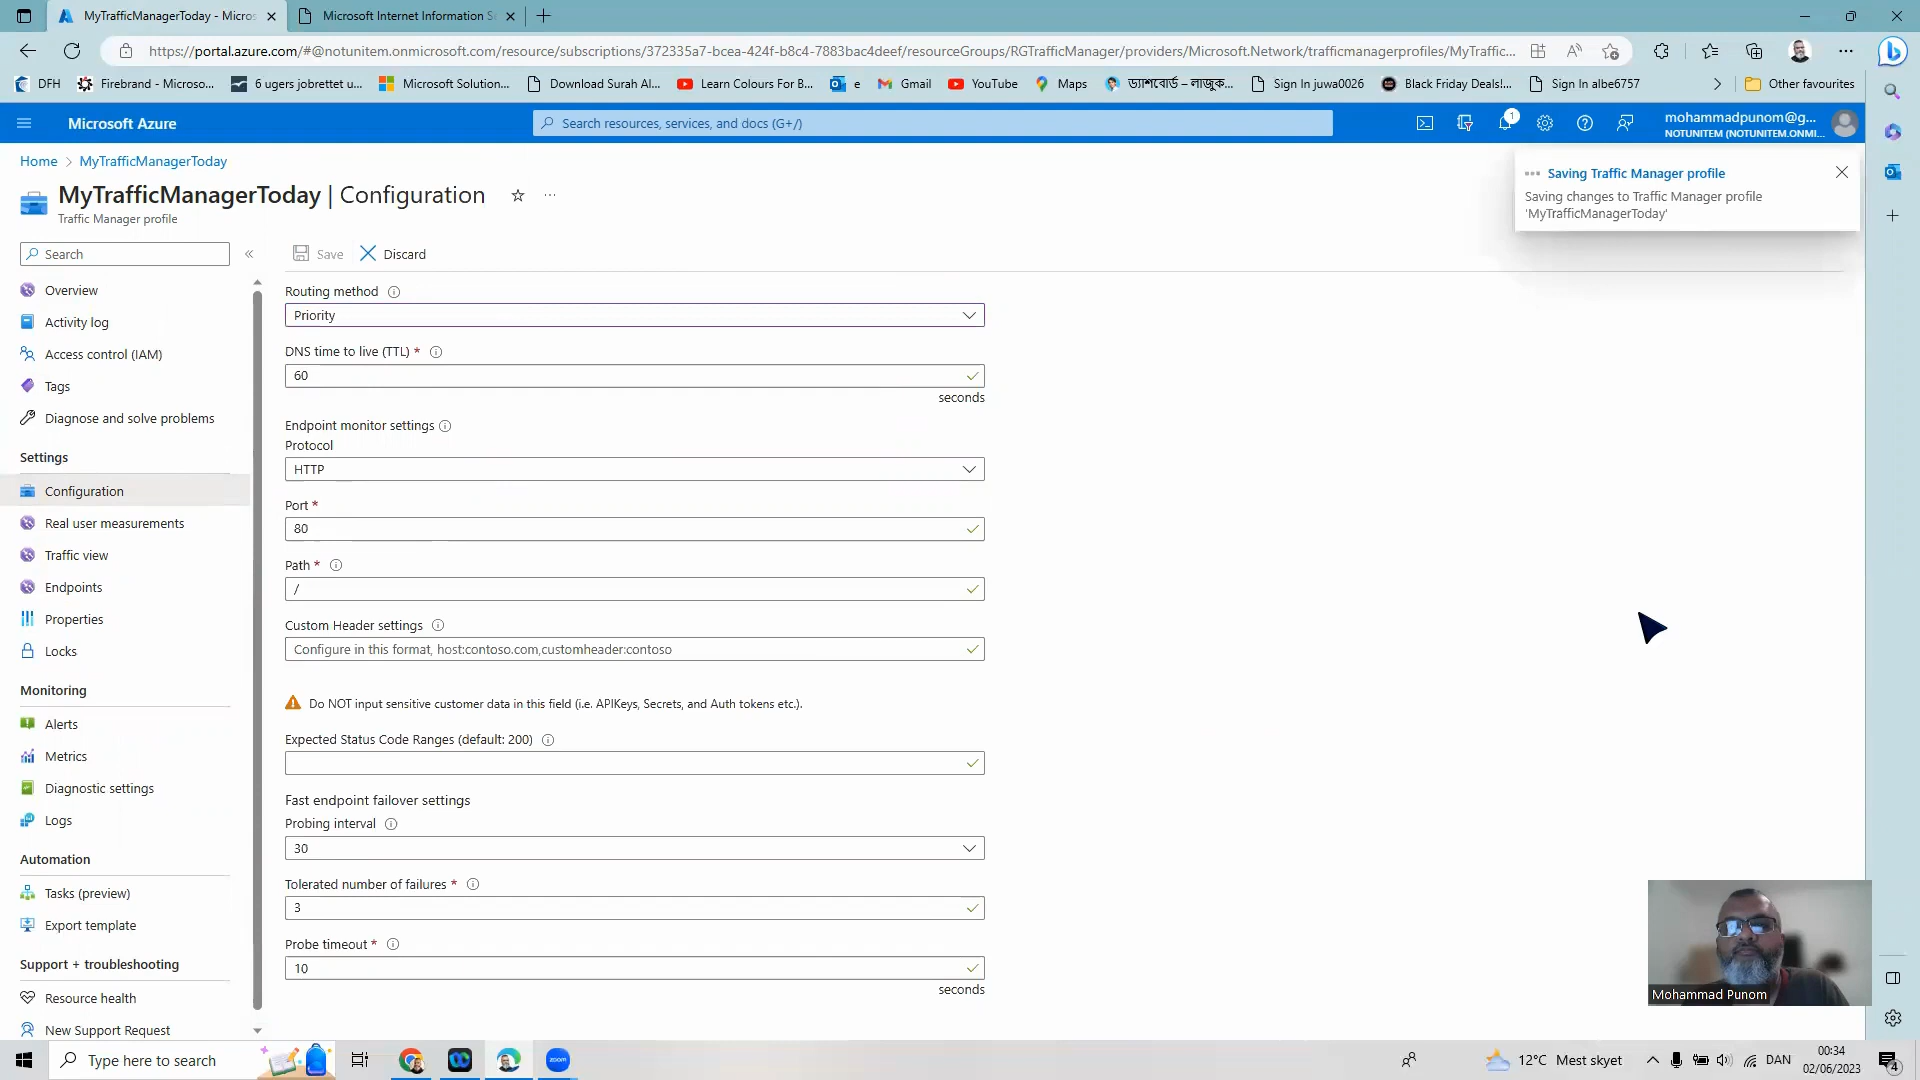 MyTrafficManagerToday - Micros
Microsoft Internet Information Se
https://portal.azure.com/#@notunitem.onmicrosoft.com/resource/subscriptions/372335a7-bcea-424f-b8c4-7883bac4deef/resourceGroups/RGTrafficManager/providers/Microsoft.Network/trafficmanagerprofiles/MyTraffic...
DFH
Firebrand - Microso...
6 ugers jobrettet u...
Microsoft Solution...
Download Surah Al...
Learn Colours For B...
e
Gmail
YouTube
Maps
ড্যাশবোর্ড – লাজুক...
Sign In juwa0026
Black Friday Deals!...
Sign In albe6757
Other favourites
Microsoft Azure
Search resources, services, and docs (G+/)
1
mohammadpunom@g...
NOTUNITEM (NOTUNITEM.ONMI...
Home > MyTrafficManagerToday
MyTrafficManagerToday | Configuration
Traffic Manager profile
Saving Traffic Manager profile
Saving changes to Traffic Manager profile
'MyTrafficManagerToday'
Search
Save
Discard
Overview
Activity log
Access control (IAM)
Tags
Diagnose and solve problems
Settings
Configuration
Real user measurements
Traffic view
Endpoints
Properties
Locks
Monitoring
Alerts
Metrics
Diagnostic settings
Logs
Automation
Tasks (preview)
Export template
Support + troubleshooting
Resource health
New Support Request
Routing method
Priority
DNS time to live (TTL) *
60
seconds
Endpoint monitor settings
Protocol
HTTP
Port *
80
Path *
/
Custom Header settings
Configure in this format, host:contoso.com,customheader:contoso
Do NOT input sensitive customer data in this field (i.e. APIKeys, Secrets, and Auth tokens etc.).
Expected Status Code Ranges (default: 200)
Fast endpoint failover settings
Probing interval
30
Tolerated number of failures *
3
Probe timeout *
10
seconds
Mohammad Punom
Type here to search
zoom
12°C Mest skyet
DAN
00:34
02/06/2023
4